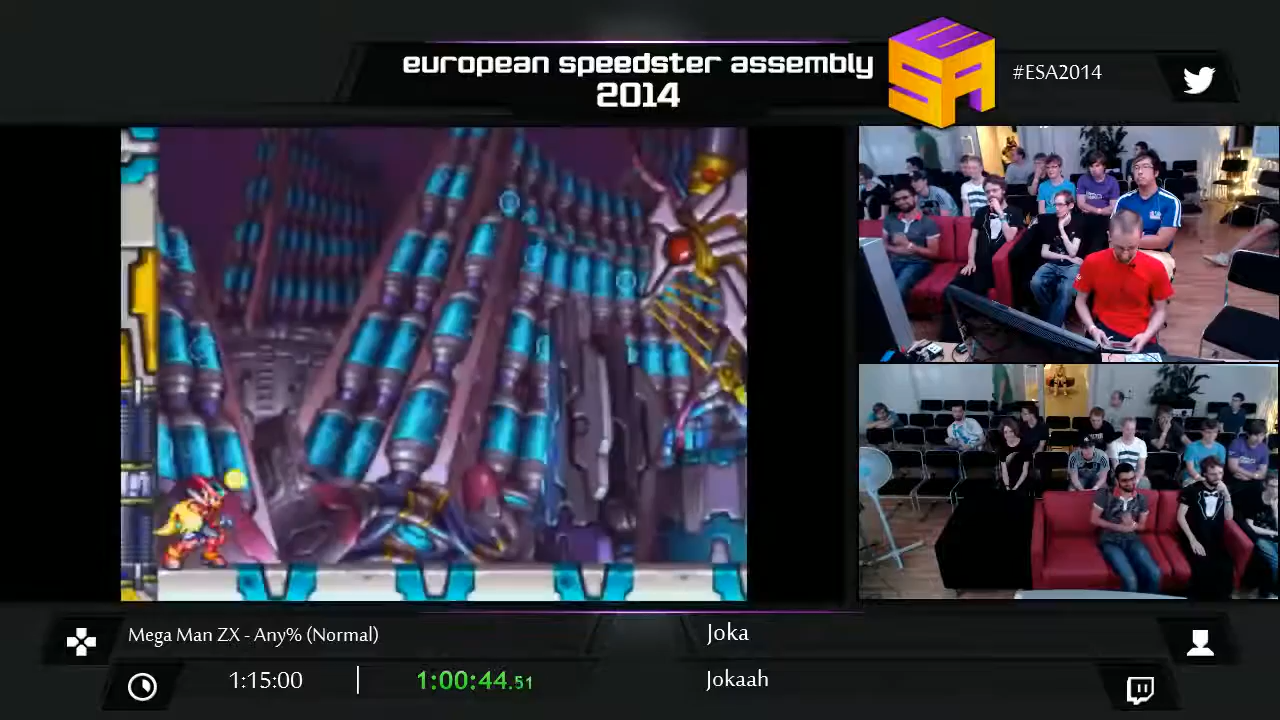 european speedster assembly
2014
ESA
#ESA2014
Mega Man ZX - Any% (Normal)
Joka
1:15:00
1:00:44.51
Jokaah